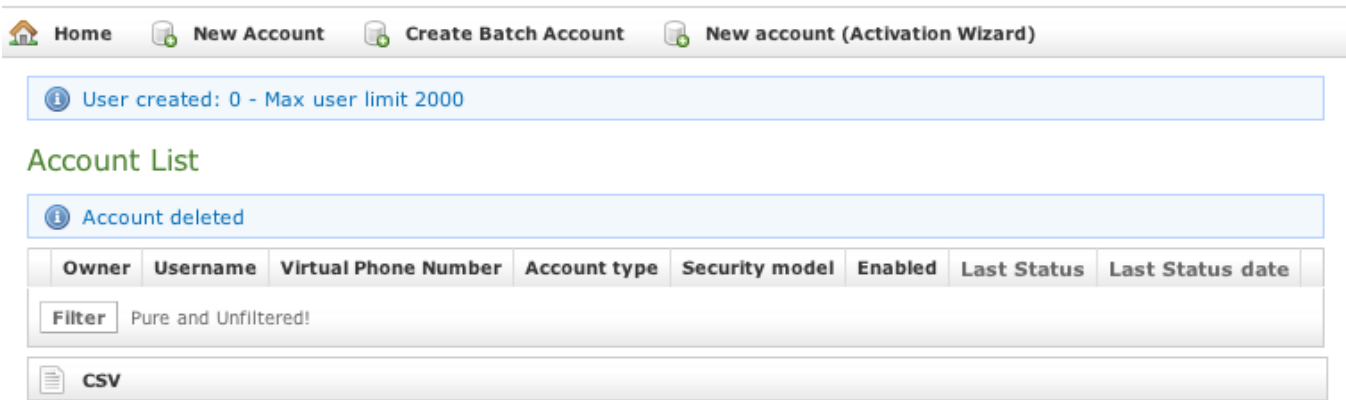 Home New Account Create Batch Account New account (Activation Wizard)
User created: 0 - Max user limit 2000
Account List
Account deleted
Owner Username Virtual Phone Number Account type Security model Enabled Last Status Last Status date
Filter Pure and Unfiltered!
CSV